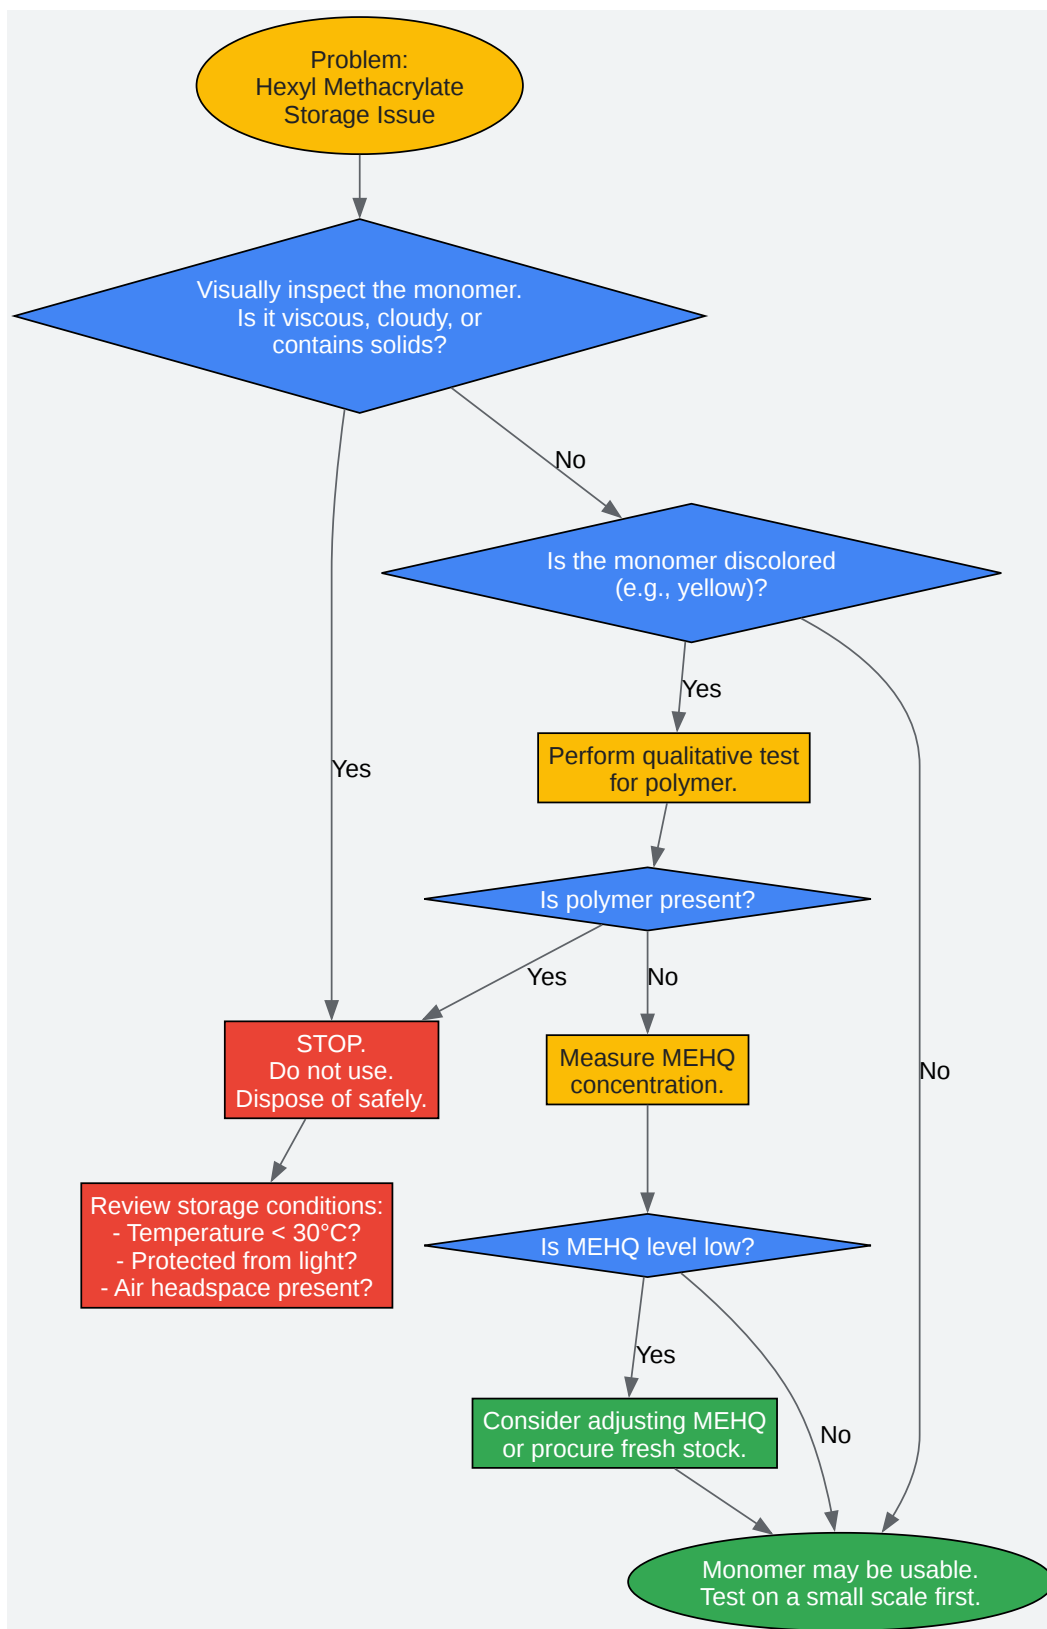 Problem:
Hexyl Methacrylate
Storage Issue
Visually inspect the monomer.
Is it viscous, cloudy, or
contains solids?
No
Is the monomer discolored
(e.g., yellow)?
Yes
Perform qualitative test
for polymer.
Yes
Is polymer present?
Yes
No
STOP.
Do not use.
Dispose of safely.
Measure MEHQ
concentration.
No
Review storage conditions:
- Temperature < 30°C?
- Protected from light?
- Air headspace present?
Is MEHQ level low?
Yes
Consider adjusting MEHQ
or procure fresh stock.
No
Monomer may be usable.
Test on a small scale first.